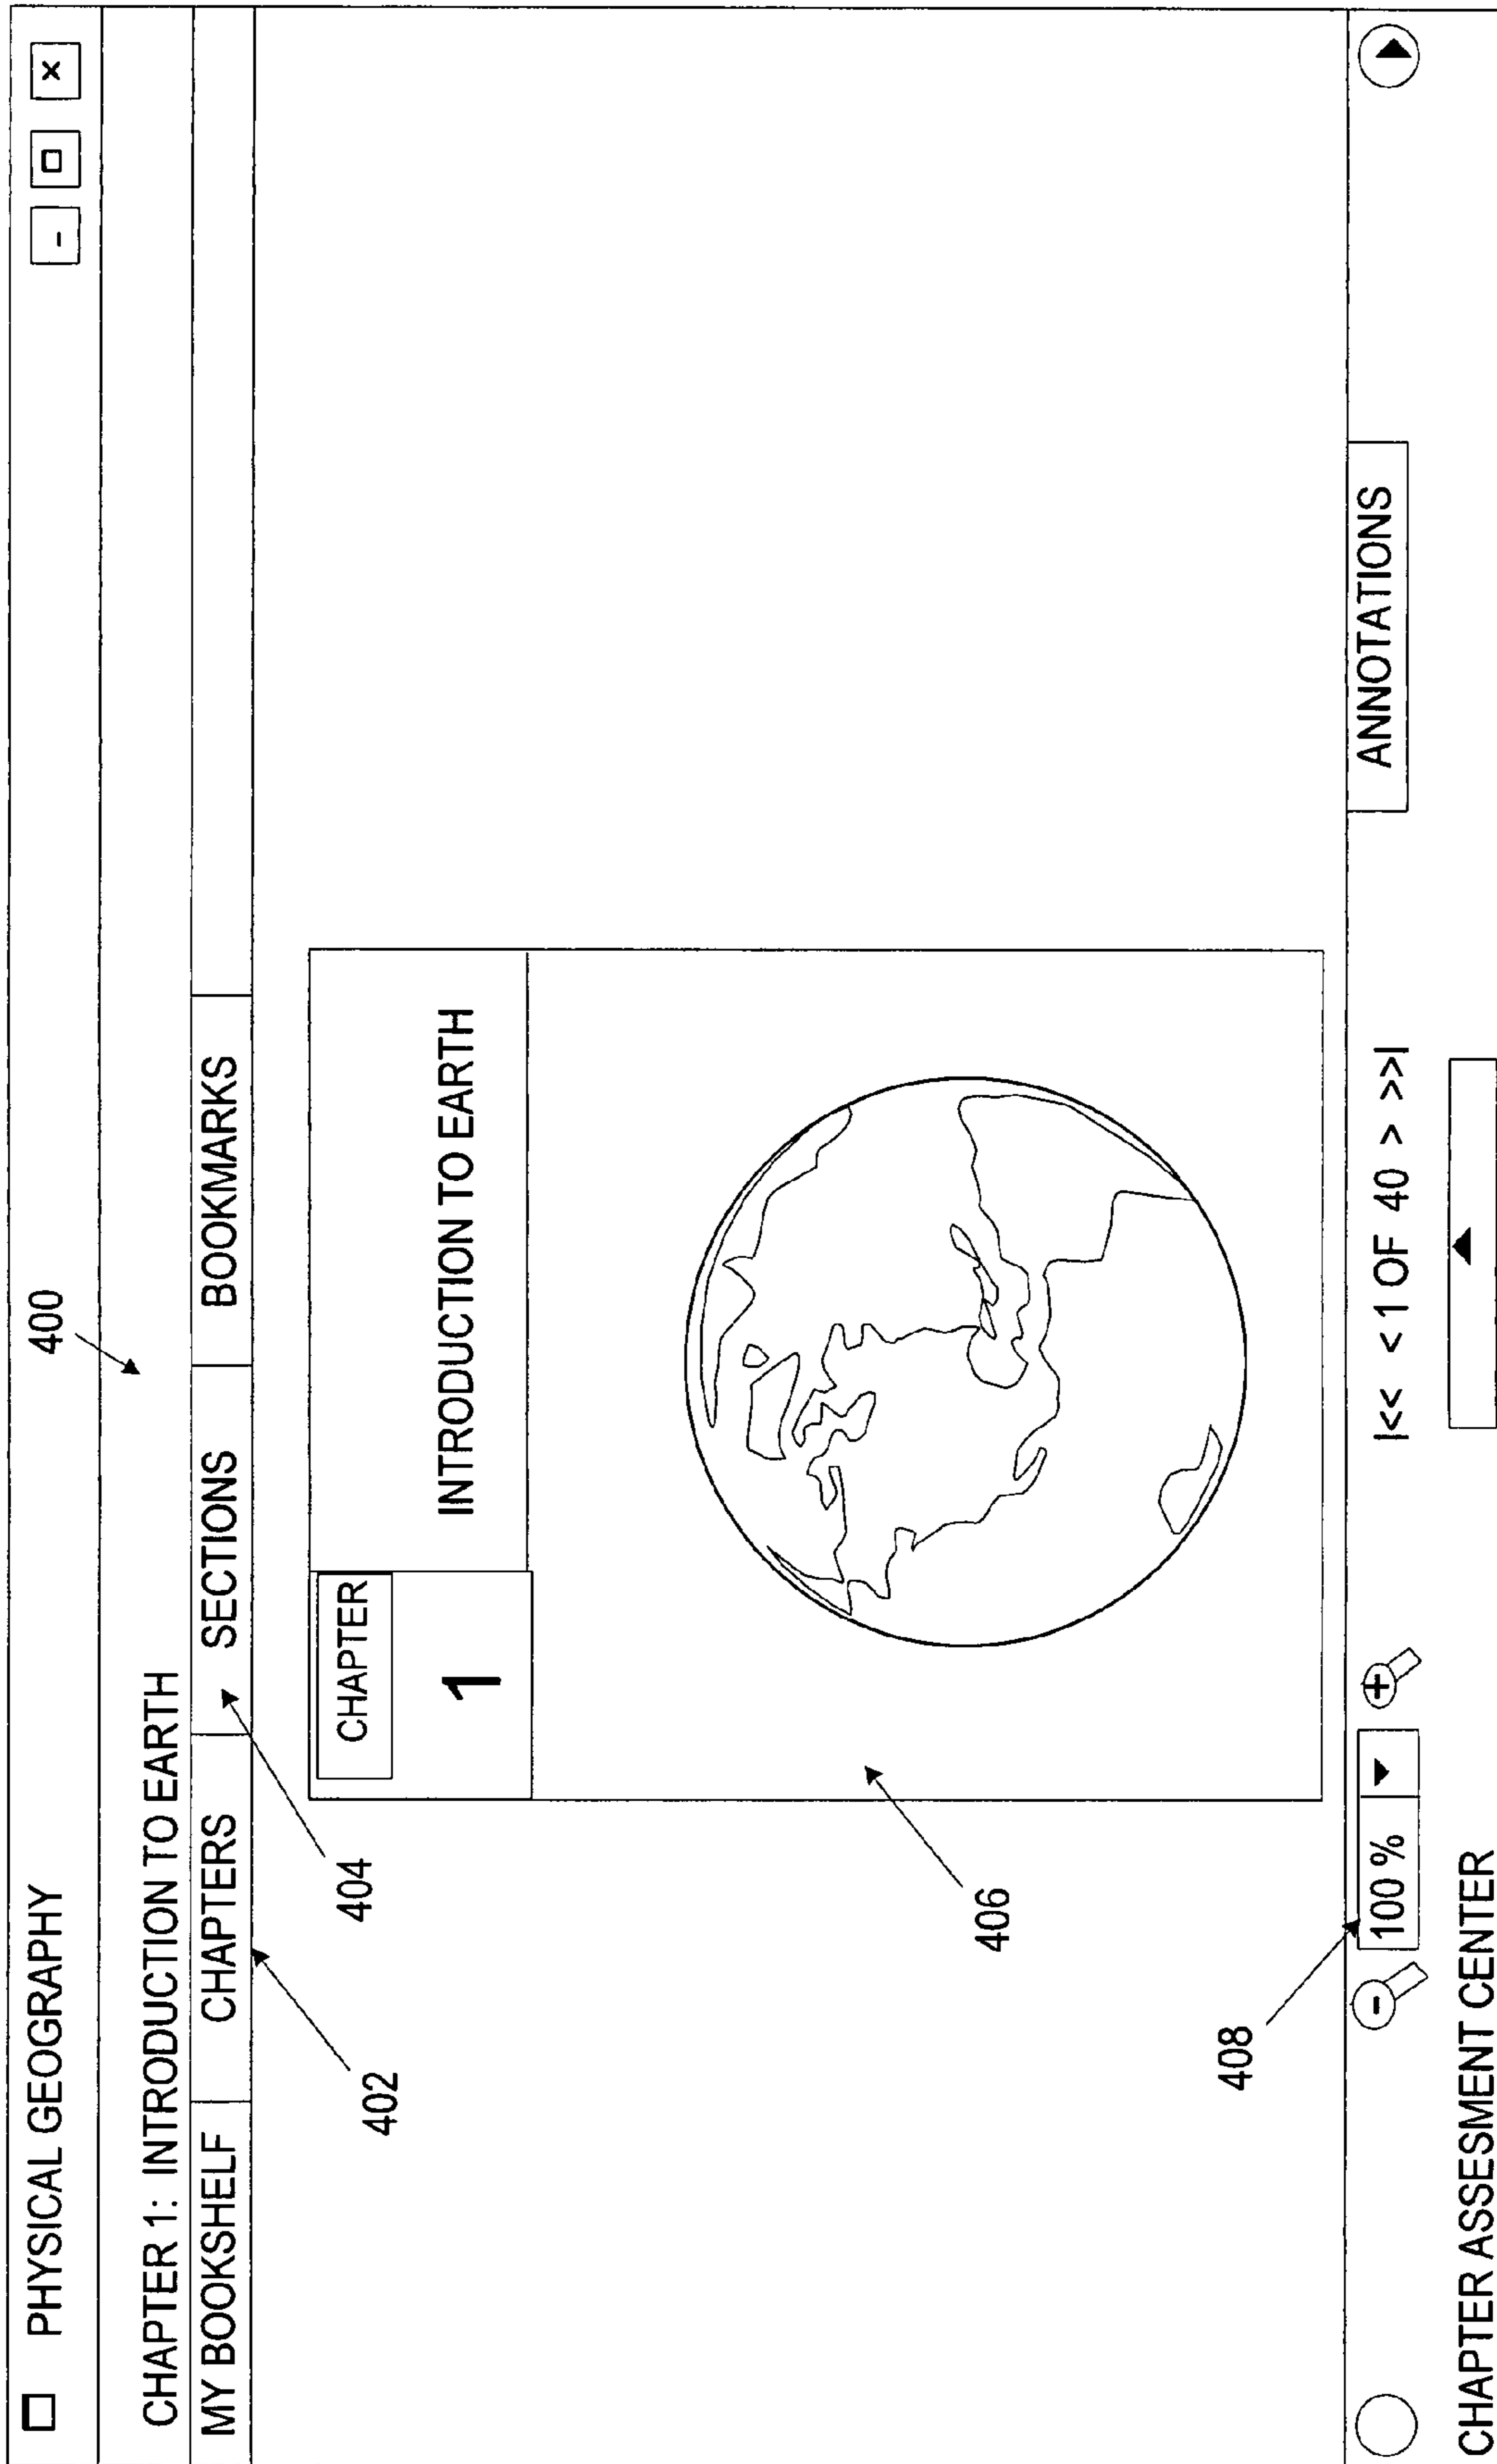 PHYSICAL GEOGRAPHY - x
400
CHAPTER 1: INTRODUCTION TO EARTH
MY BOOKSHELF CHAPTERS SECTIONS BOOKMARKS
402
404
CHAPTER
1
INTRODUCTION TO EARTH
406
408
- 100 % + |<< < 1 OF 40 > >>| ANNOTATIONS
CHAPTER ASSESMENT CENTER